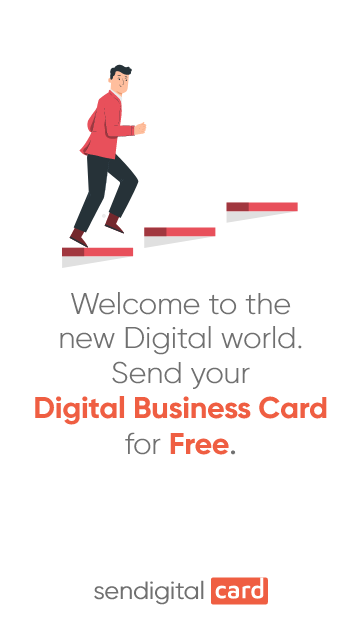 Welcome to the
new Digital world.
Send your
Digital Business Card
for Free.
sendigital card